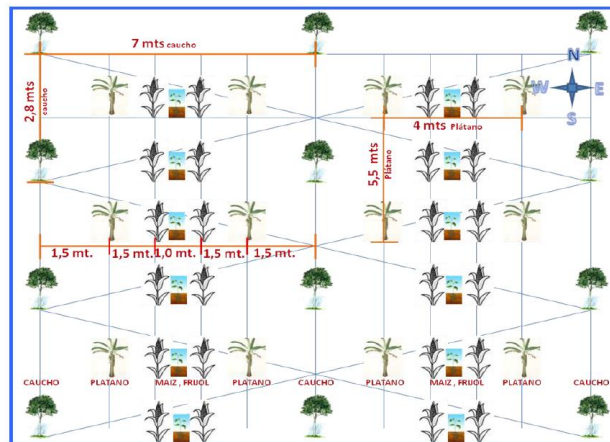 7 mts caucho
N
W E
S
2,8 mts
caucho
4 mts Plátano
5,5 mts
Plátano
1,5 mt. 1,5 mt. 1,0 mt. 1,5 mt. 1,5 mt.
CAUCHO PLATANO MAIZ , FRIJOL PLATANO CAUCHO PLATANO MAIZ , FRIJOL PLATANO CAUCHO